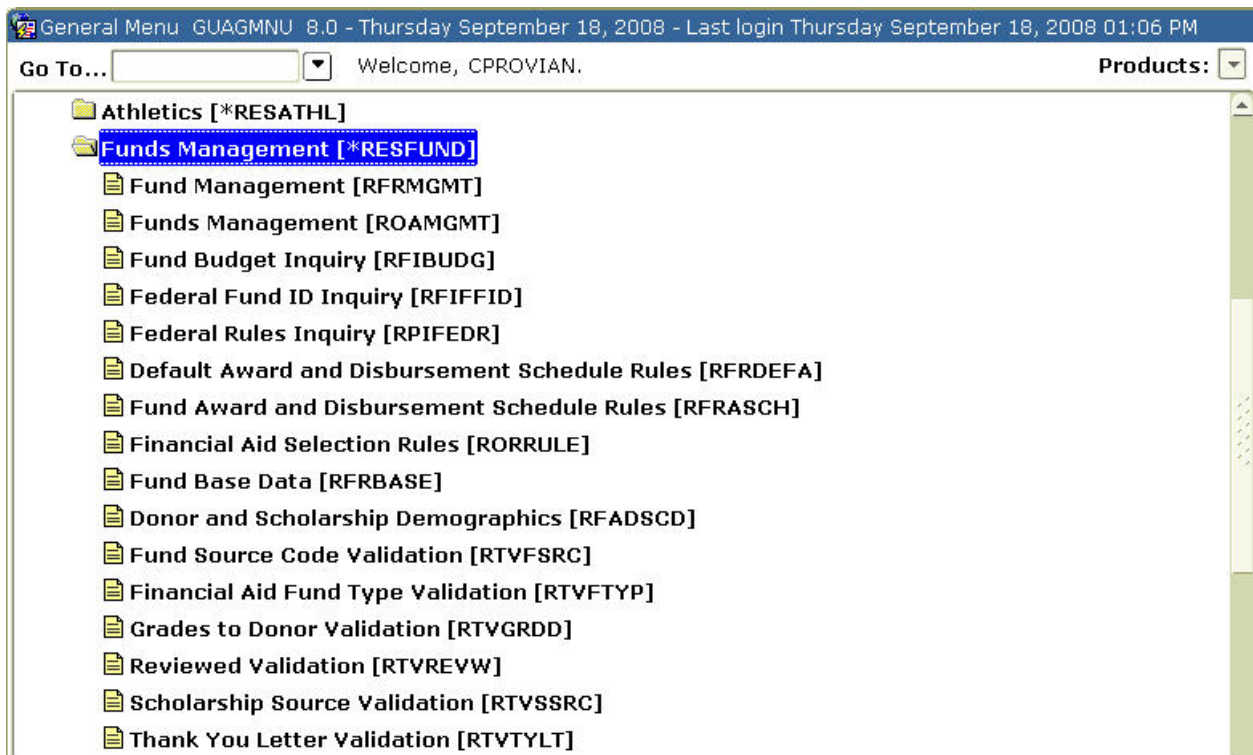 General Menu GUAGMNU 8.0 - Thursday September 18, 2008 - Last login Thursday September 18, 2008 01:06 PM
Go To... Welcome, CPROVIAN. Products:
Athletics [*RESATHL]
Funds Management [*RESFUND]
Fund Management [RFRMGMT]
Funds Management [ROAMGMT]
Fund Budget Inquiry [RFIBUDG]
Federal Fund ID Inquiry [RFIFFID]
Federal Rules Inquiry [RPIFEDR]
Default Award and Disbursement Schedule Rules [RFRDEFA]
Fund Award and Disbursement Schedule Rules [RFRASCH]
Financial Aid Selection Rules [RORRULE]
Fund Base Data [RFRBASE]
Donor and Scholarship Demographics [RFADSCD]
Fund Source Code Validation [RTVFSRC]
Financial Aid Fund Type Validation [RTVFTYP]
Grades to Donor Validation [RTVGRDD]
Reviewed Validation [RTVREVW]
Scholarship Source Validation [RTVSSRC]
Thank You Letter Validation [RTVTYLT]